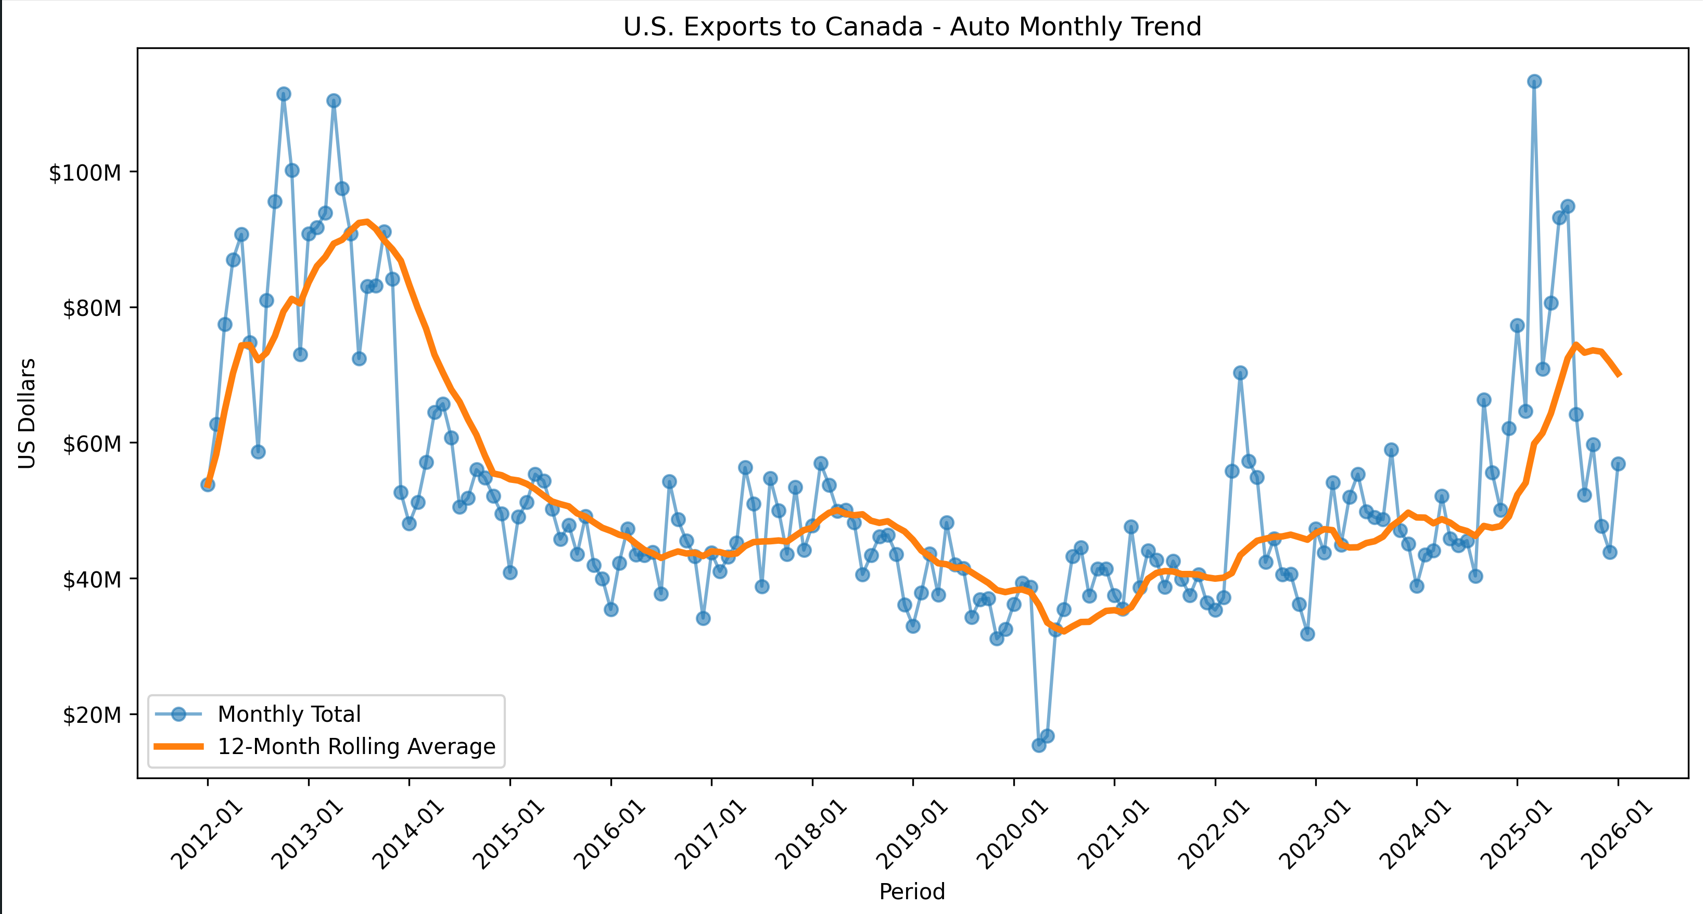 U.S. Exports to Canada - Auto Monthly Trend
US Dollars
$100M
$80M
$60M
$40M
$20M
Monthly Total
12-Month Rolling Average
2012-01
2013-01
2014-01
2015-01
2016-01
2017-01
2018-01
2019-01
2020-01
2021-01
2022-01
2023-01
2024-01
2025-01
2026-01
Period